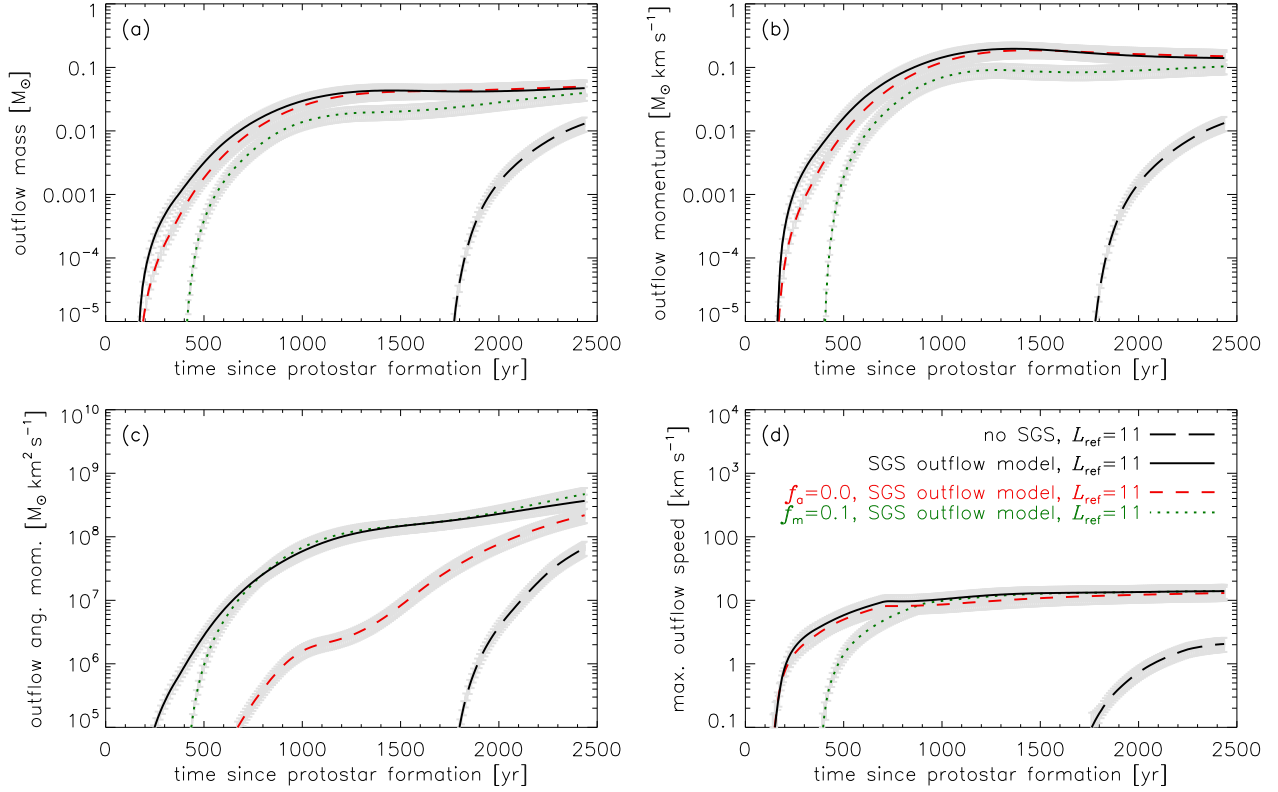 (a)
outflow mass [M⊙]
1
0.1
0.01
0.001
10⁻⁴
10⁻⁵
0 500 1000 1500 2000 2500
time since protostar formation [yr]
(b)
outflow momentum [M⊙ km s⁻¹]
1
0.1
0.01
0.001
10⁻⁴
10⁻⁵
0 500 1000 1500 2000 2500
time since protostar formation [yr]
(c)
outflow ang. mom. [M⊙ km² s⁻¹]
10¹⁰
10⁹
10⁸
10⁷
10⁶
10⁵
0 500 1000 1500 2000 2500
time since protostar formation [yr]
(d)
max. outflow speed [km s⁻¹]
10⁴
10³
100
10
1
0.1
0 500 1000 1500 2000 2500
time since protostar formation [yr]
no SGS, L_ref=11
SGS outflow model, L_ref=11
f_a=0.0, SGS outflow model, L_ref=11
f_m=0.1, SGS outflow model, L_ref=11